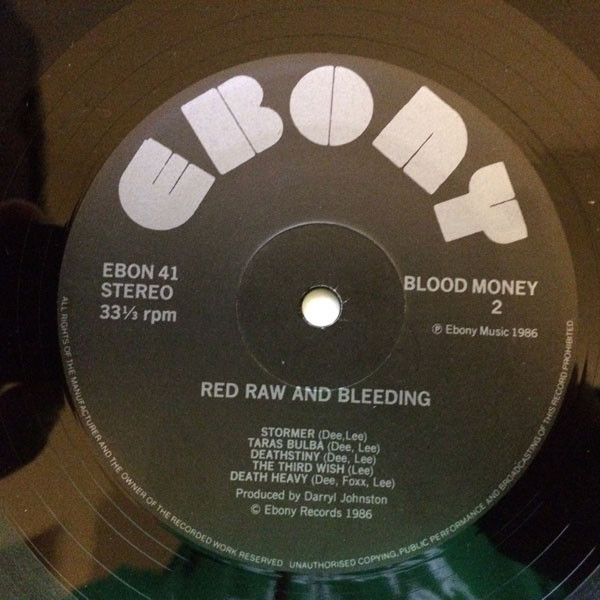 EBONY
EBON 41
STEREO
33⅓ rpm
BLOOD MONEY
2
℗ Ebony Music 1986
RED RAW AND BLEEDING
STORMER (Dee,Lee)
TARAS BULBA (Dee, Lee)
DEATHSTINY (Dee, Lee)
THE THIRD WISH (Lee)
DEATH HEAVY (Dee, Foxx, Lee)
Produced by Darryl Johnston
© Ebony Records 1986
ALL RIGHTS OF THE MANUFACTURER AND THE OWNER OF THE RECORDED WORK RESERVED UNAUTHORISED COPYING, PUBLIC PERFORMANCE AND BROADCASTING OF THIS RECORD PROHIBITED.